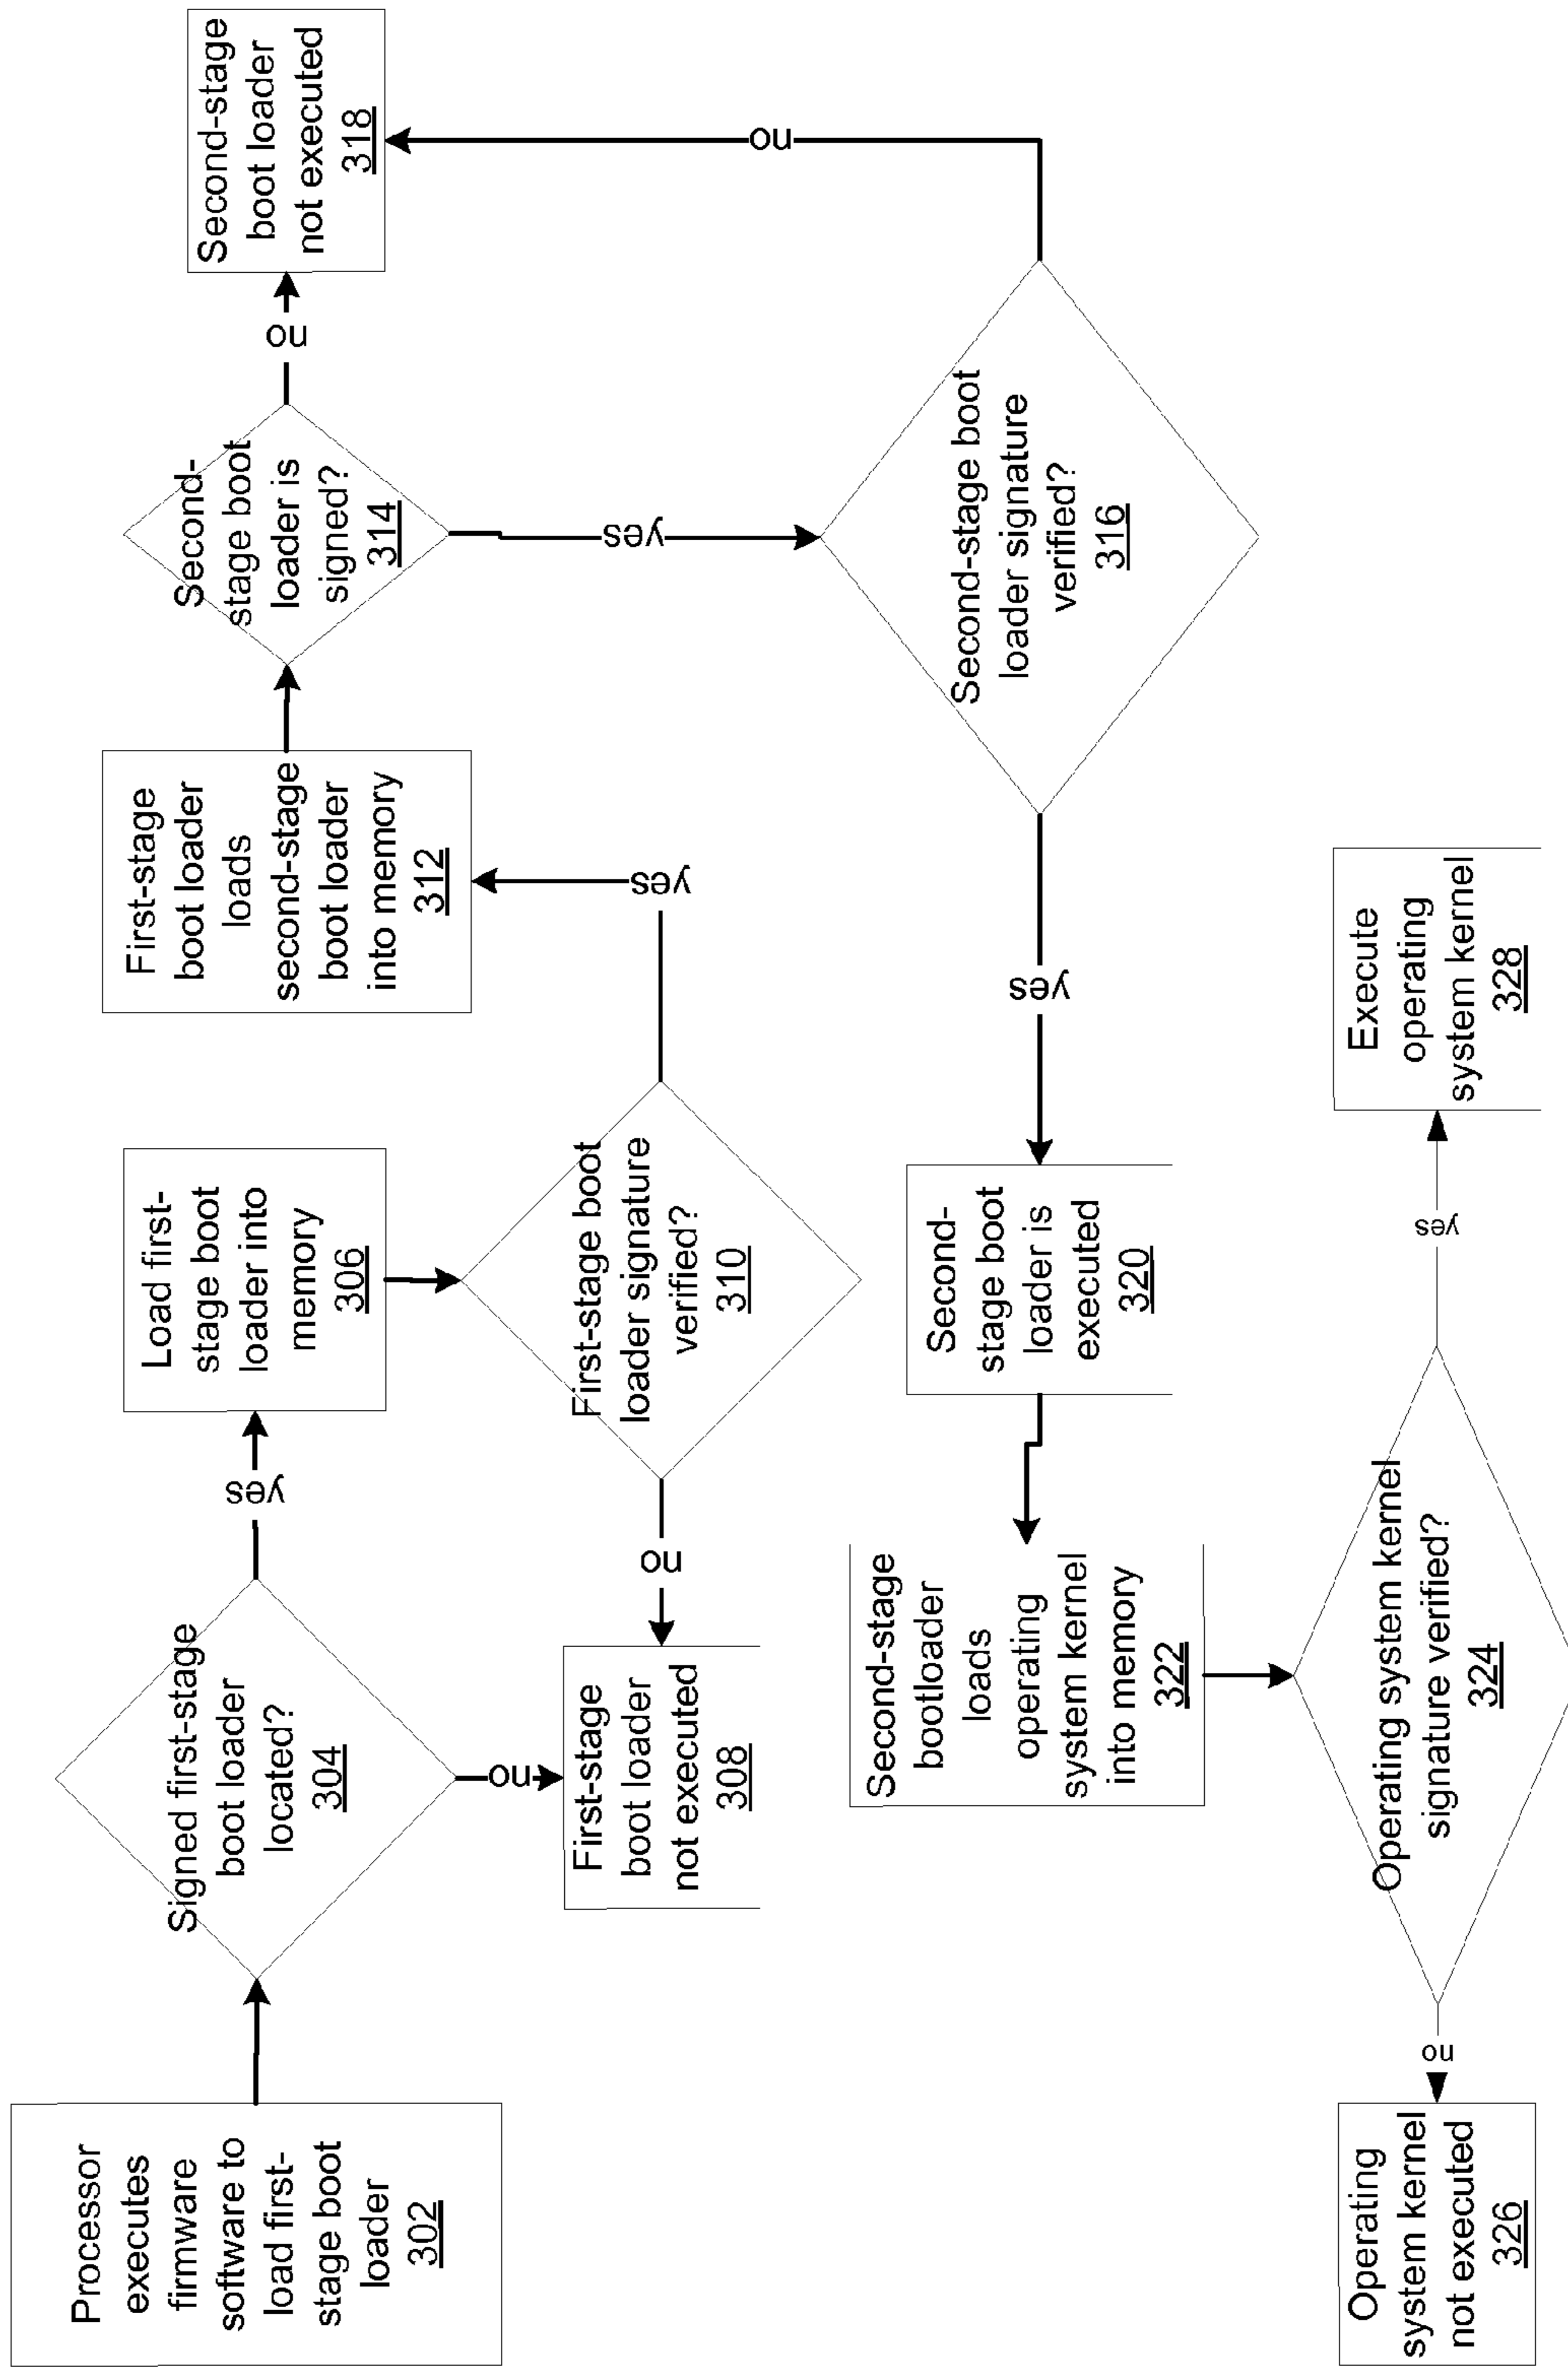 Processor
executes
firmware
software to
load first-
stage boot
loader
302
Signed first-stage
boot loader
located?
304
yes
no
Load first-
stage boot
loader into
memory
306
First-stage
boot loader
not executed
308
First-stage boot
loader signature
verified?
310
no
yes
First-stage
boot loader
loads
second-stage
boot loader
into memory
312
Second-
stage boot
loader is
signed?
314
no
yes
Second-stage
boot loader
not executed
318
Second-stage boot
loader signature
verified?
316
no
yes
Second-
stage boot
loader is
executed
320
Second-stage
bootloader
loads
operating
system kernel
into memory
322
Operating system kernel
signature verified?
324
no
yes
Operating
system kernel
not executed
326
Execute
operating
system kernel
328